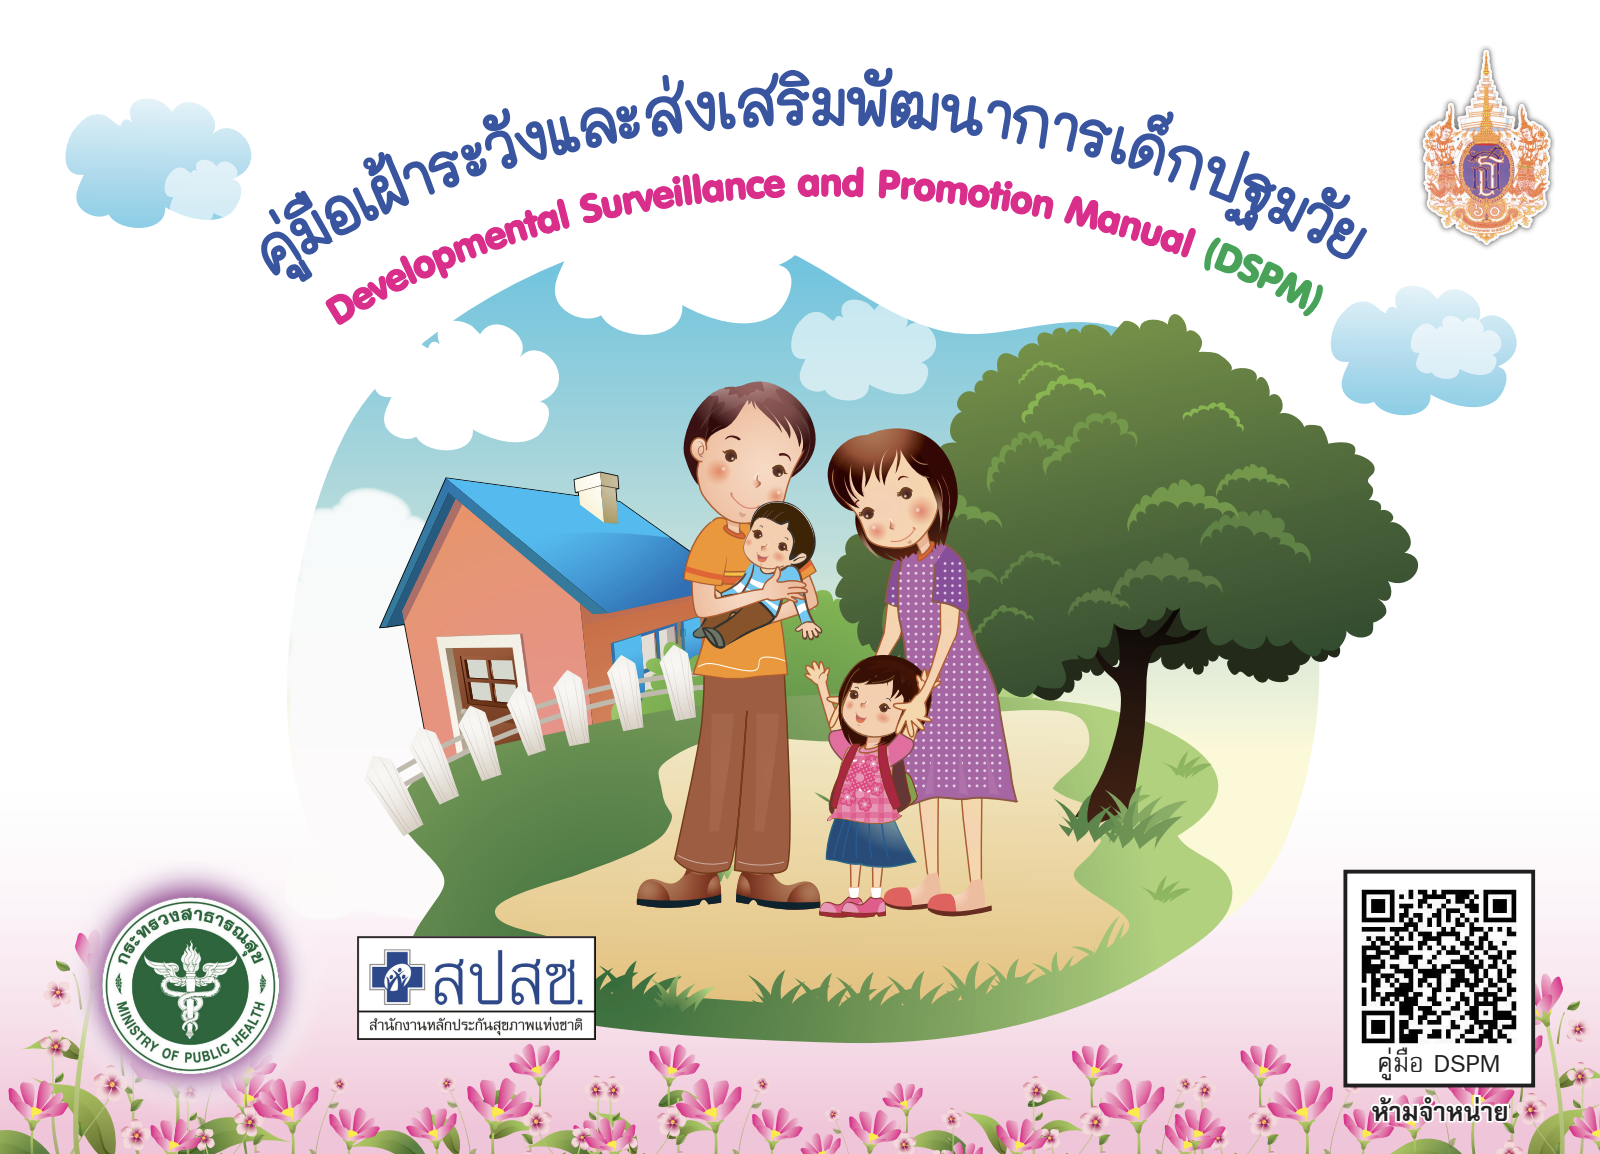 คู่มือเฝ้าระวังและส่งเสริมพัฒนาการเด็กปฐมวัย
Developmental Surveillance and Promotion Manual (DSPM)
กระทรวงสาธารณสุข
MINISTRY OF PUBLIC HEALTH
สปสช.
สำนักงานหลักประกันสุขภาพแห่งชาติ
คู่มือ DSPM
ห้ามจำหน่าย